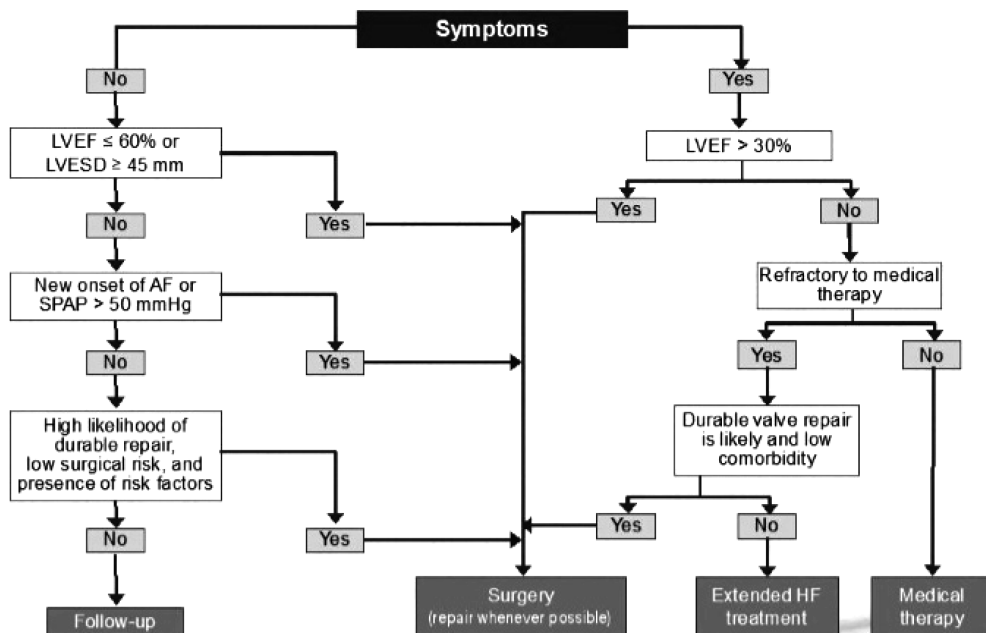 Symptoms
No
Yes
LVEF ≤ 60% or
LVESD ≥ 45 mm
LVEF > 30%
No
Yes
Yes
No
New onset of AF or
SPAP > 50 mmHg
Refractory to medical
therapy
No
Yes
Yes
No
High likelihood of
durable repair,
low surgical risk, and
presence of risk factors
Durable valve repair
is likely and low
comorbidity
No
Yes
Yes
No
Follow-up
Surgery
(repair whenever possible)
Extended HF
treatment
Medical
therapy